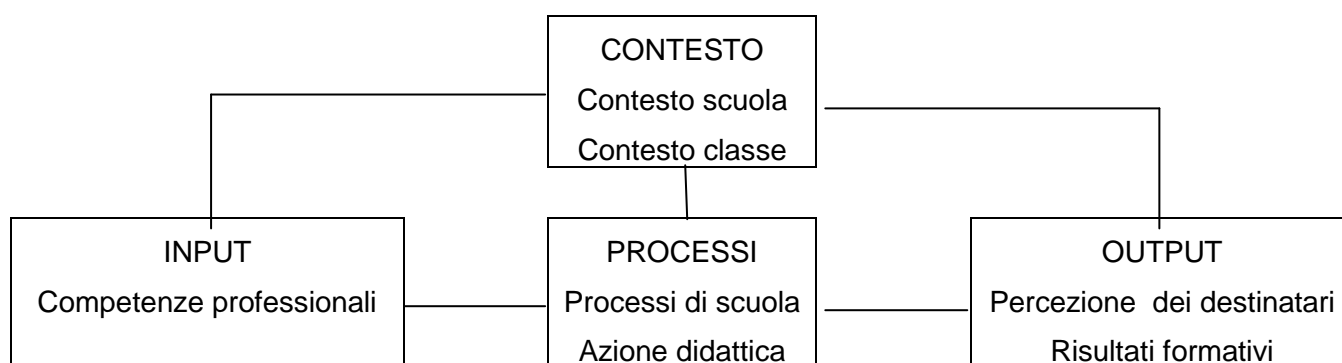 CONTESTO
Contesto scuola
Contesto classe
INPUT
Competenze professionali
PROCESSI
Processi di scuola
Azione didattica
OUTPUT
Percezione dei destinatari
Risultati formativi